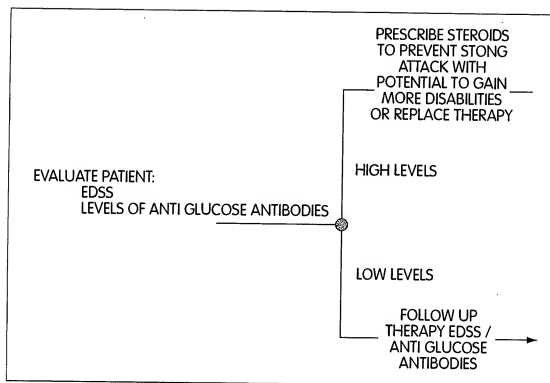 PRESCRIBE STEROIDS
TO PREVENT STONG
ATTACK WITH
POTENTIAL TO GAIN
MORE DISABILITIES
OR REPLACE THERAPY
HIGH LEVELS
EVALUATE PATIENT:
EDSS
LEVELS OF ANTI GLUCOSE ANTIBODIES
LOW LEVELS
FOLLOW UP
THERAPY EDSS /
ANTI GLUCOSE
ANTIBODIES